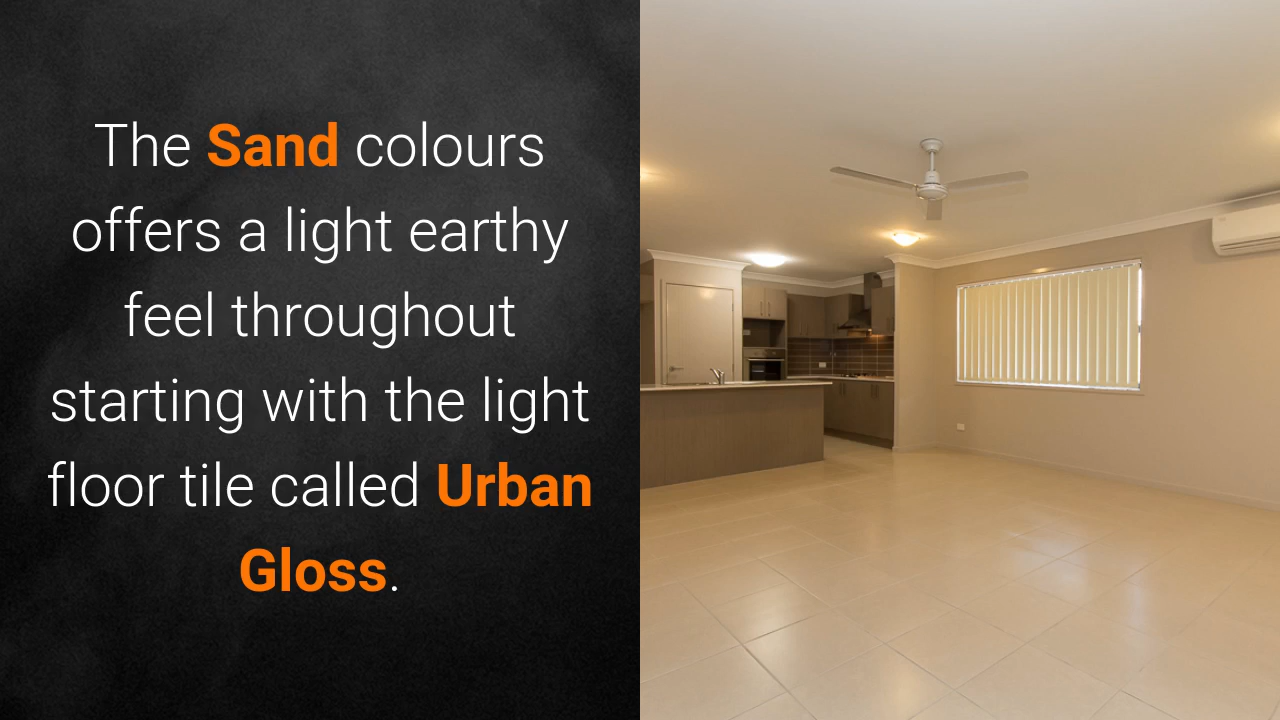 The Sand colours
offers a light earthy
feel throughout
starting with the light
floor tile called Urban
Gloss.